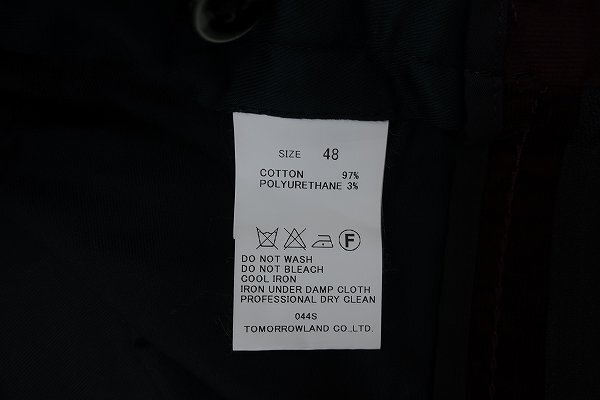 SIZE 48
COTTON 97%
POLYURETHANE 3%
F
DO NOT WASH
DO NOT BLEACH
COOL IRON
IRON UNDER DAMP CLOTH
PROFESSIONAL DRY CLEAN
044S
TOMORROWLAND CO.,LTD.